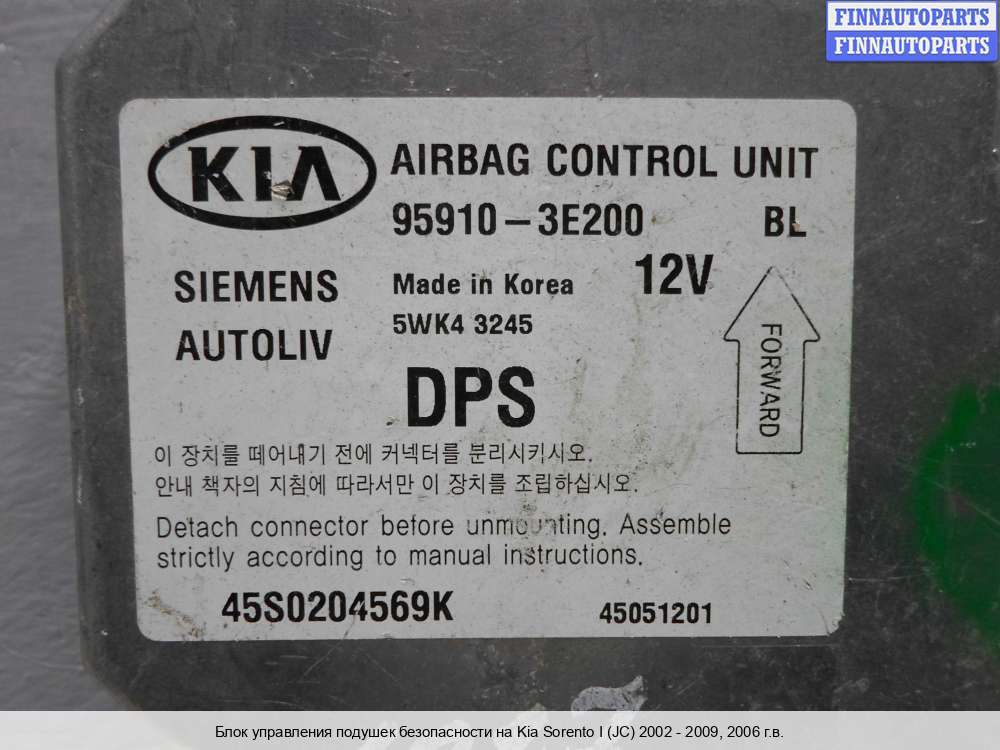 FINNAUTOPARTS
FINNAUTOPARTS
KIA
AIRBAG CONTROL UNIT
95910-3E200 BL
SIEMENS
AUTOLIV
Made in Korea 12V
5WK4 3245
FORWARD
DPS
이 장치를 떼어내기 전에 커넥터를 분리시키시오.
안내 책자의 지침에 따라서만 이 장치를 조립하십시오.
Detach connector before unmounting. Assemble
strictly according to manual instructions.
45S0204569K 45051201
Блок управления подушек безопасности на Kia Sorento I (JC) 2002 - 2009, 2006 г.в.